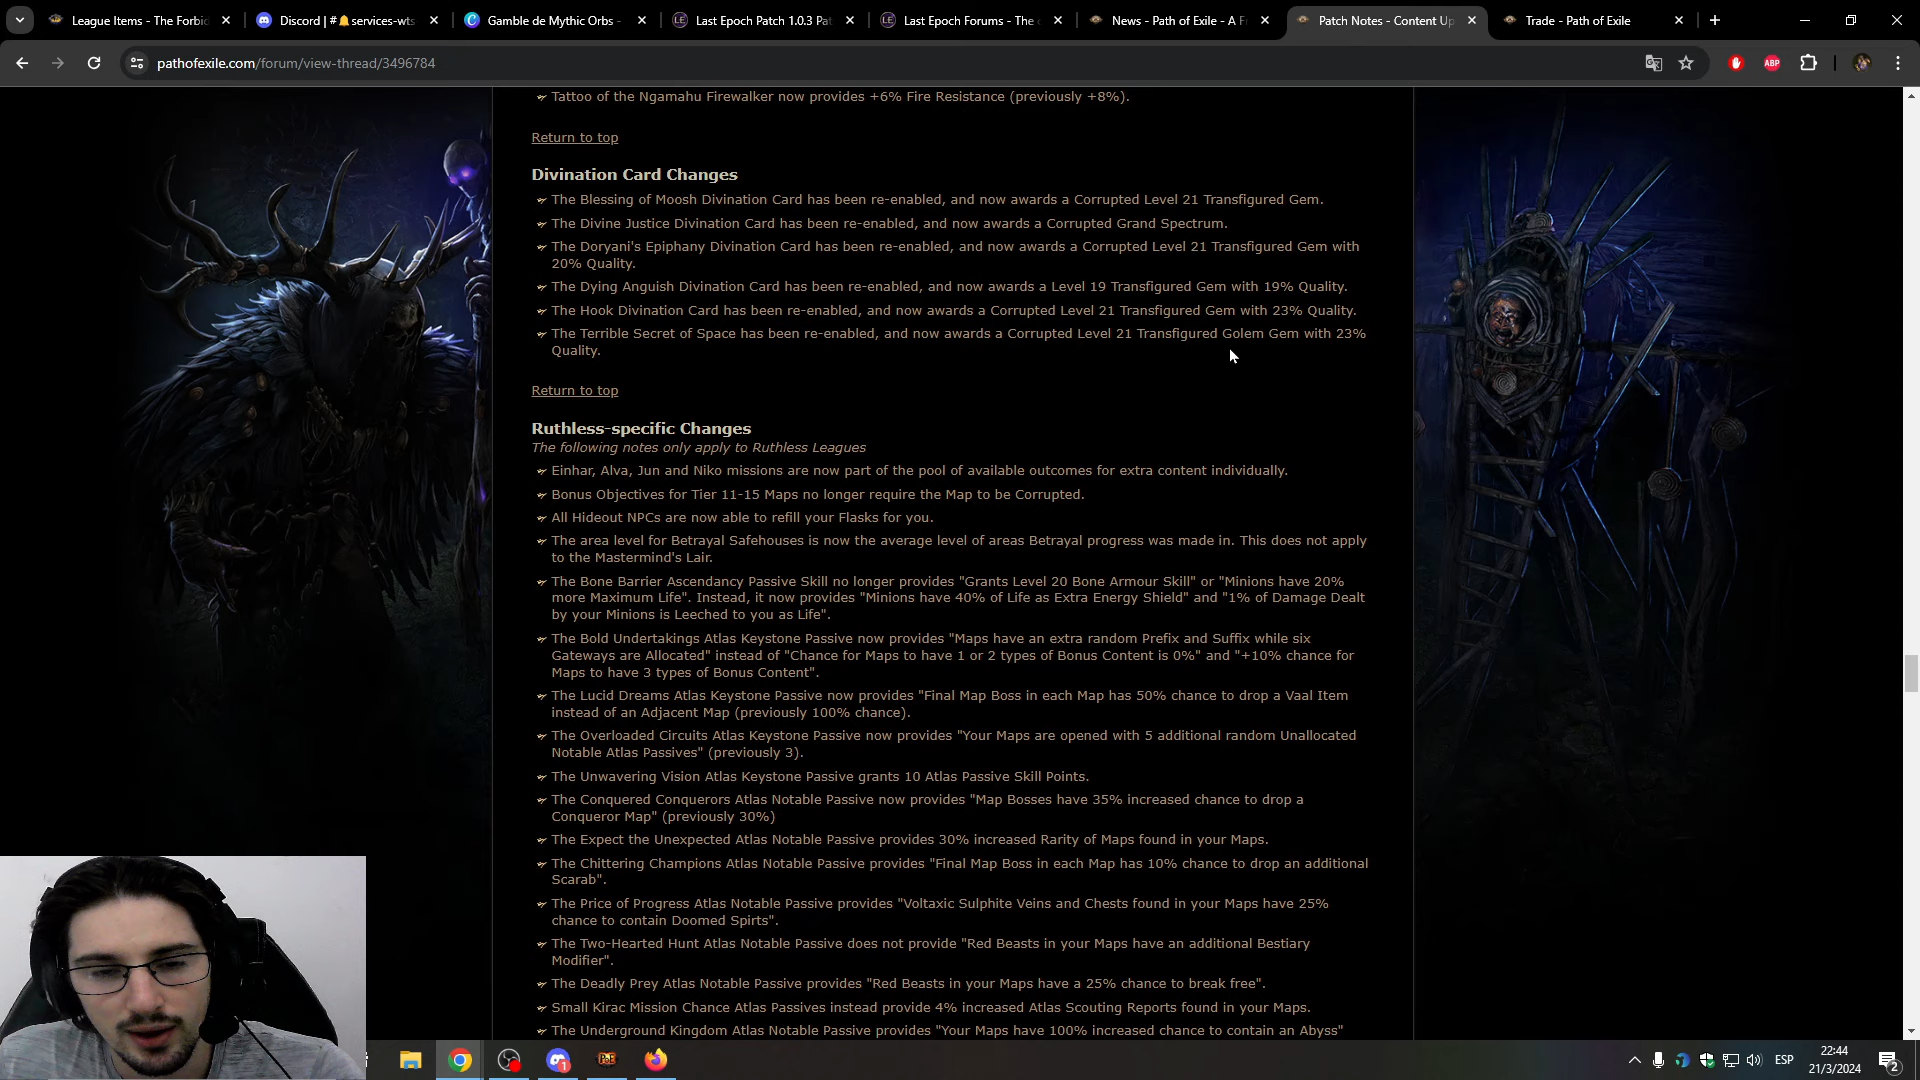 League Items - The Forbid
Discord | #🔔services-wts
Gamble de Mythic Orbs -
Last Epoch Patch 1.0.3 Pat
Last Epoch Forums - The
News - Path of Exile - A Fr
Patch Notes - Content Up
Trade - Path of Exile
pathofexile.com/forum/view-thread/3496784
ABP
Tattoo of the Ngamahu Firewalker now provides +6% Fire Resistance (previously +8%).
Return to top
Divination Card Changes
The Blessing of Moosh Divination Card has been re-enabled, and now awards a Corrupted Level 21 Transfigured Gem.
The Divine Justice Divination Card has been re-enabled, and now awards a Corrupted Grand Spectrum.
The Doryani's Epiphany Divination Card has been re-enabled, and now awards a Corrupted Level 21 Transfigured Gem with
20% Quality.
The Dying Anguish Divination Card has been re-enabled, and now awards a Level 19 Transfigured Gem with 19% Quality.
The Hook Divination Card has been re-enabled, and now awards a Corrupted Level 21 Transfigured Gem with 23% Quality.
The Terrible Secret of Space has been re-enabled, and now awards a Corrupted Level 21 Transfigured Golem Gem with 23%
Quality.
Return to top
Ruthless-specific Changes
The following notes only apply to Ruthless Leagues
Einhar, Alva, Jun and Niko missions are now part of the pool of available outcomes for extra content individually.
Bonus Objectives for Tier 11-15 Maps no longer require the Map to be Corrupted.
All Hideout NPCs are now able to refill your Flasks for you.
The area level for Betrayal Safehouses is now the average level of areas Betrayal progress was made in. This does not apply
to the Mastermind's Lair.
The Bone Barrier Ascendancy Passive Skill no longer provides "Grants Level 20 Bone Armour Skill" or "Minions have 20%
more Maximum Life". Instead, it now provides "Minions have 40% of Life as Extra Energy Shield" and "1% of Damage Dealt
by your Minions is Leeched to you as Life".
The Bold Undertakings Atlas Keystone Passive now provides "Maps have an extra random Prefix and Suffix while six
Gateways are Allocated" instead of "Chance for Maps to have 1 or 2 types of Bonus Content is 0%" and "+10% chance for
Maps to have 3 types of Bonus Content".
The Lucid Dreams Atlas Keystone Passive now provides "Final Map Boss in each Map has 50% chance to drop a Vaal Item
instead of an Adjacent Map (previously 100% chance).
The Overloaded Circuits Atlas Keystone Passive now provides "Your Maps are opened with 5 additional random Unallocated
Notable Atlas Passives" (previously 3).
The Unwavering Vision Atlas Keystone Passive grants 10 Atlas Passive Skill Points.
The Conquered Conquerors Atlas Notable Passive now provides "Map Bosses have 35% increased chance to drop a
Conqueror Map" (previously 30%)
The Expect the Unexpected Atlas Notable Passive provides 30% increased Rarity of Maps found in your Maps.
The Chittering Champions Atlas Notable Passive provides "Final Map Boss in each Map has 10% chance to drop an additional
Scarab".
The Price of Progress Atlas Notable Passive provides "Voltaxic Sulphite Veins and Chests found in your Maps have 25%
chance to contain Doomed Spirts".
The Two-Hearted Hunt Atlas Notable Passive does not provide "Red Beasts in your Maps have an additional Bestiary
Modifier".
The Deadly Prey Atlas Notable Passive provides "Red Beasts in your Maps have a 25% chance to break free".
Small Kirac Mission Chance Atlas Passives instead provide 4% increased Atlas Scouting Reports found in your Maps.
The Underground Kingdom Atlas Notable Passive provides "Your Maps have 100% increased chance to contain an Abyss"
1
PoE
ESP
22:44
21/3/2024
2